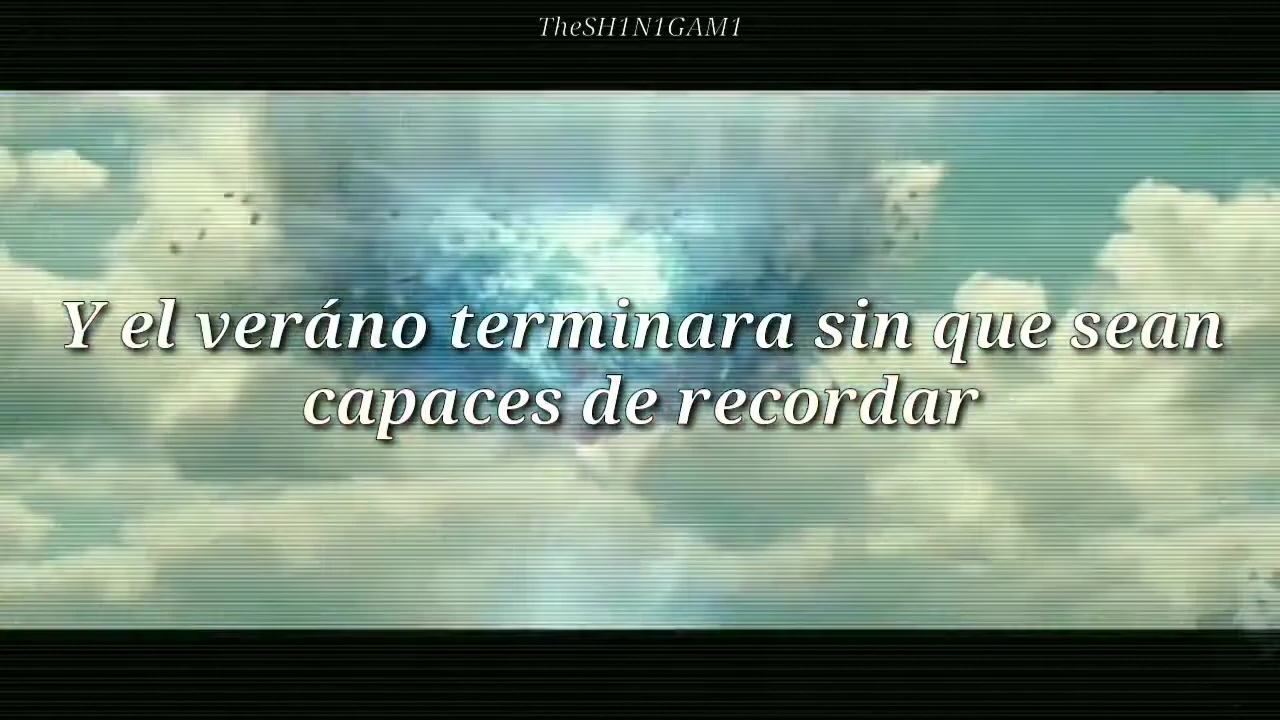 TheSH1N1GAM1
Y el veráno terminara sin que sean
capaces de recordar